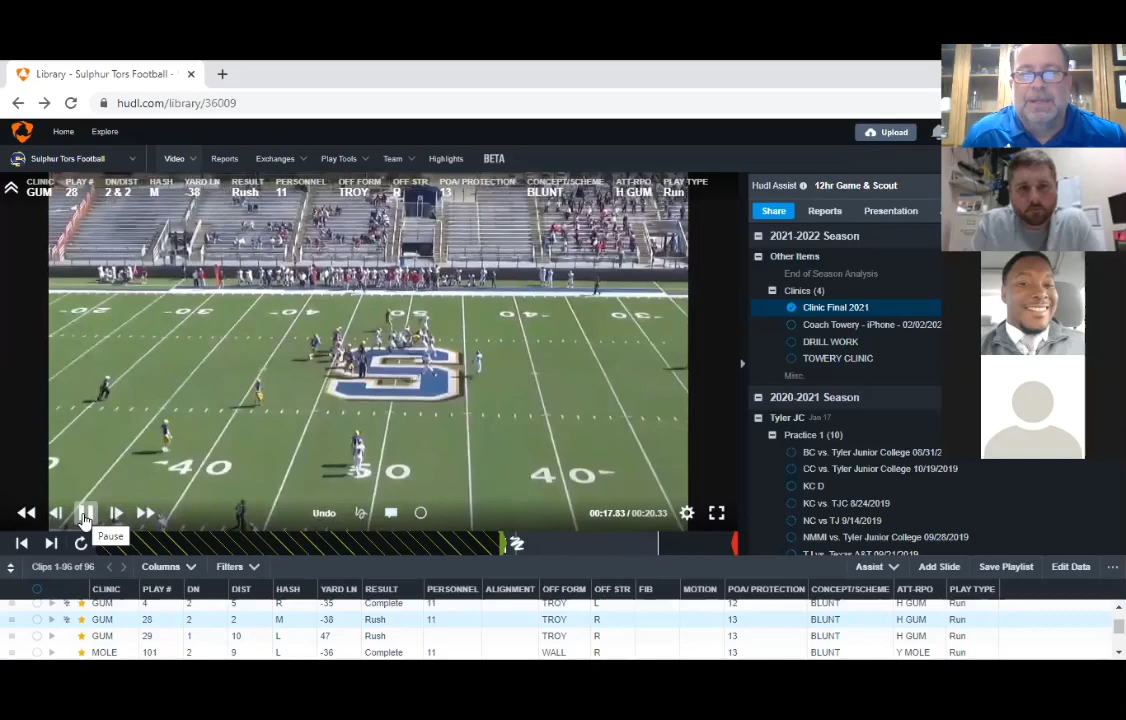 Library - Sulphur Tors Football -
hudl.com/library/36009
Home Explore Upload
Sulphur Tors Football Video Reports Exchanges Play Tools Team Highlights BETA
CLINIC PLAY # DN/DIST HASH YARD LN RESULT PERSONNEL OFF FORM OFF STR POA/ PROTECTION CONCEPT/SCHEME ATT-RPO PLAY TYPE
GUM 28 2 & 2 M -38 Rush 11 TROY R 13 BLUNT H GUM Run
Hudl Assist 12hr Game & Scout
Share Reports Presentation
2021-2022 Season
Other Items
End of Season Analysis
Clinics (4)
Clinic Final 2021
Coach Towery - iPhone - 02/02/202
DRILL WORK
TOWERY CLINIC
Misc.
2020-2021 Season
Tyler JC Jan 17
Practice 1 (10)
BC vs. Tyler Junior College 08/31/2
CC vs. Tyler Junior College 10/19/2019
KC D
KC vs. TJC 8/24/2019
NC vs TJ 9/14/2019
NMMI vs. Tyler Junior College 09/28/2019
TJ vs. Texas A&T 09/21/2019
S
40 50 40
Undo 00:17.83 / 00:20.33
Pause
Clips 1-96 of 96 Columns Filters Assist Add Slide Save Playlist Edit Data
CLINIC PLAY # DN DIST HASH YARD LN RESULT PERSONNEL ALIGNMENT OFF FORM OFF STR FIB MOTION POA/ PROTECTION CONCEPT/SCHEME ATT-RPO PLAY TYPE
GUM 4 2 5 R -35 Complete 11 TROY L 12 BLUNT H GUM Run
GUM 28 2 2 M -38 Rush 11 TROY R 13 BLUNT H GUM Run
GUM 29 1 10 L 47 Rush TROY R 13 BLUNT H GUM Run
MOLE 101 2 9 L -36 Complete 11 WALL R 13 BLUNT Y MOLE Run